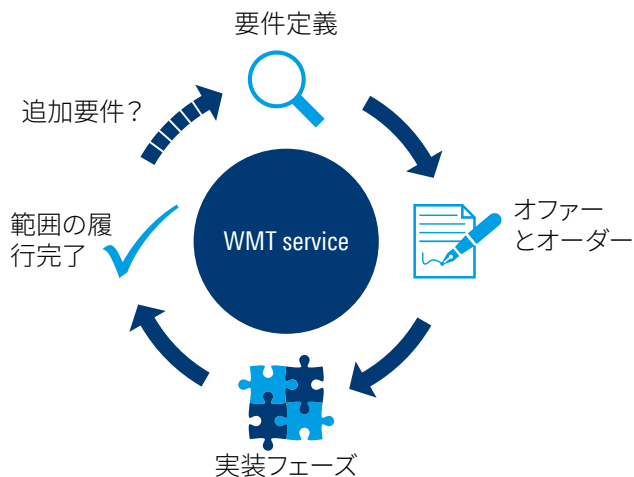 要件定義
追加要件？
オファー
とオーダー
範囲の履
行完了
WMT service
実装フェーズ